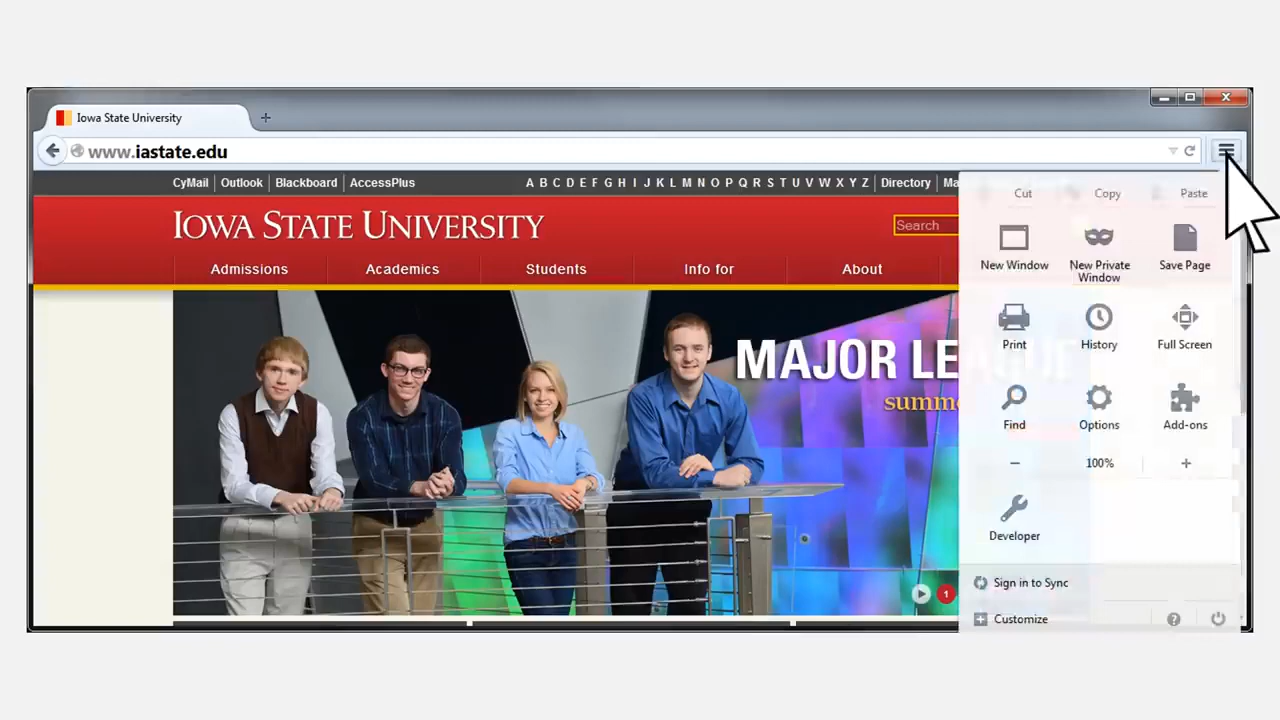 Iowa State University
www.iastate.edu
CyMail Outlook Blackboard AccessPlus A B C D E F G H I J K L M N O P Q R S T U V W X Y Z Directory
IOWA STATE UNIVERSITY
Search
Admissions Academics Students Info for About
MAJOR LEAGUE
1
Cut Copy Paste
New Window New Private Window Save Page
Print History Full Screen
Find Options Add-ons
− 100% +
Developer
Sign in to Sync
Customize ?